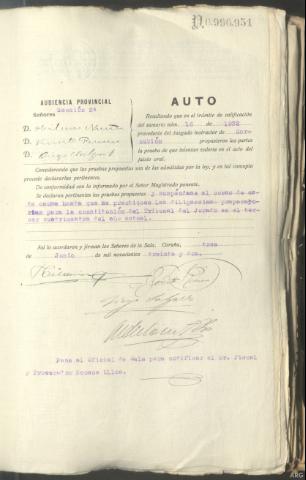 0.996.951
AUDIENCIA PROVINCIAL
Sección 2ª
Señores
D.
D.
D.
AUTO
Resultando que en el trámite de calificación
del sumario núm. 16 de 1932
procedente del Juzgado instructor de Cor-
cubión propusieron las partes
la prueba de que intentan valerse en el acto del
juicio oral.
Considerando que las pruebas propuestas son de las admitidas por la ley, y en tal concepto
procede declararlas pertinentes.
De conformidad con lo informado por el Señor Magistrado ponente.
Se declaran pertinentes las pruebas propuestas y suspéndase el curso de es-
ta causa hasta que se practiquen las diligencias preparato-
rias para la constitución del Tribunal del Jurado en el ter-
cer cuatrimestre del año actual.
Así lo acordaron y firman los Señores de la Sala; Coruña, tres
de Junio de mil novecientos treinta y dos.
Pasa al Oficial de Sala para notificar al Sr. Fiscal
y Procurador
ARG